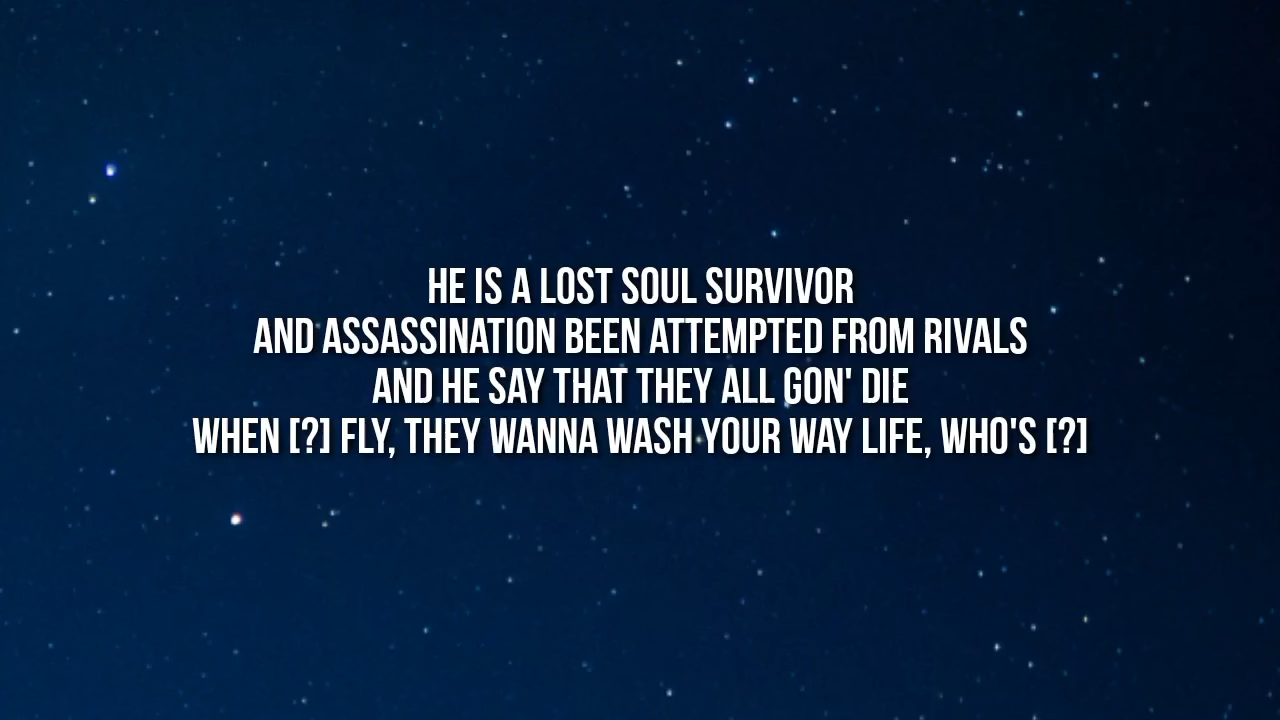 HE IS A LOST SOUL SURVIVOR
AND ASSASSINATION BEEN ATTEMPTED FROM RIVALS
AND HE SAY THAT THEY ALL GON' DIE
WHEN [?] FLY, THEY WANNA WASH YOUR WAY LIFE, WHO'S [?]